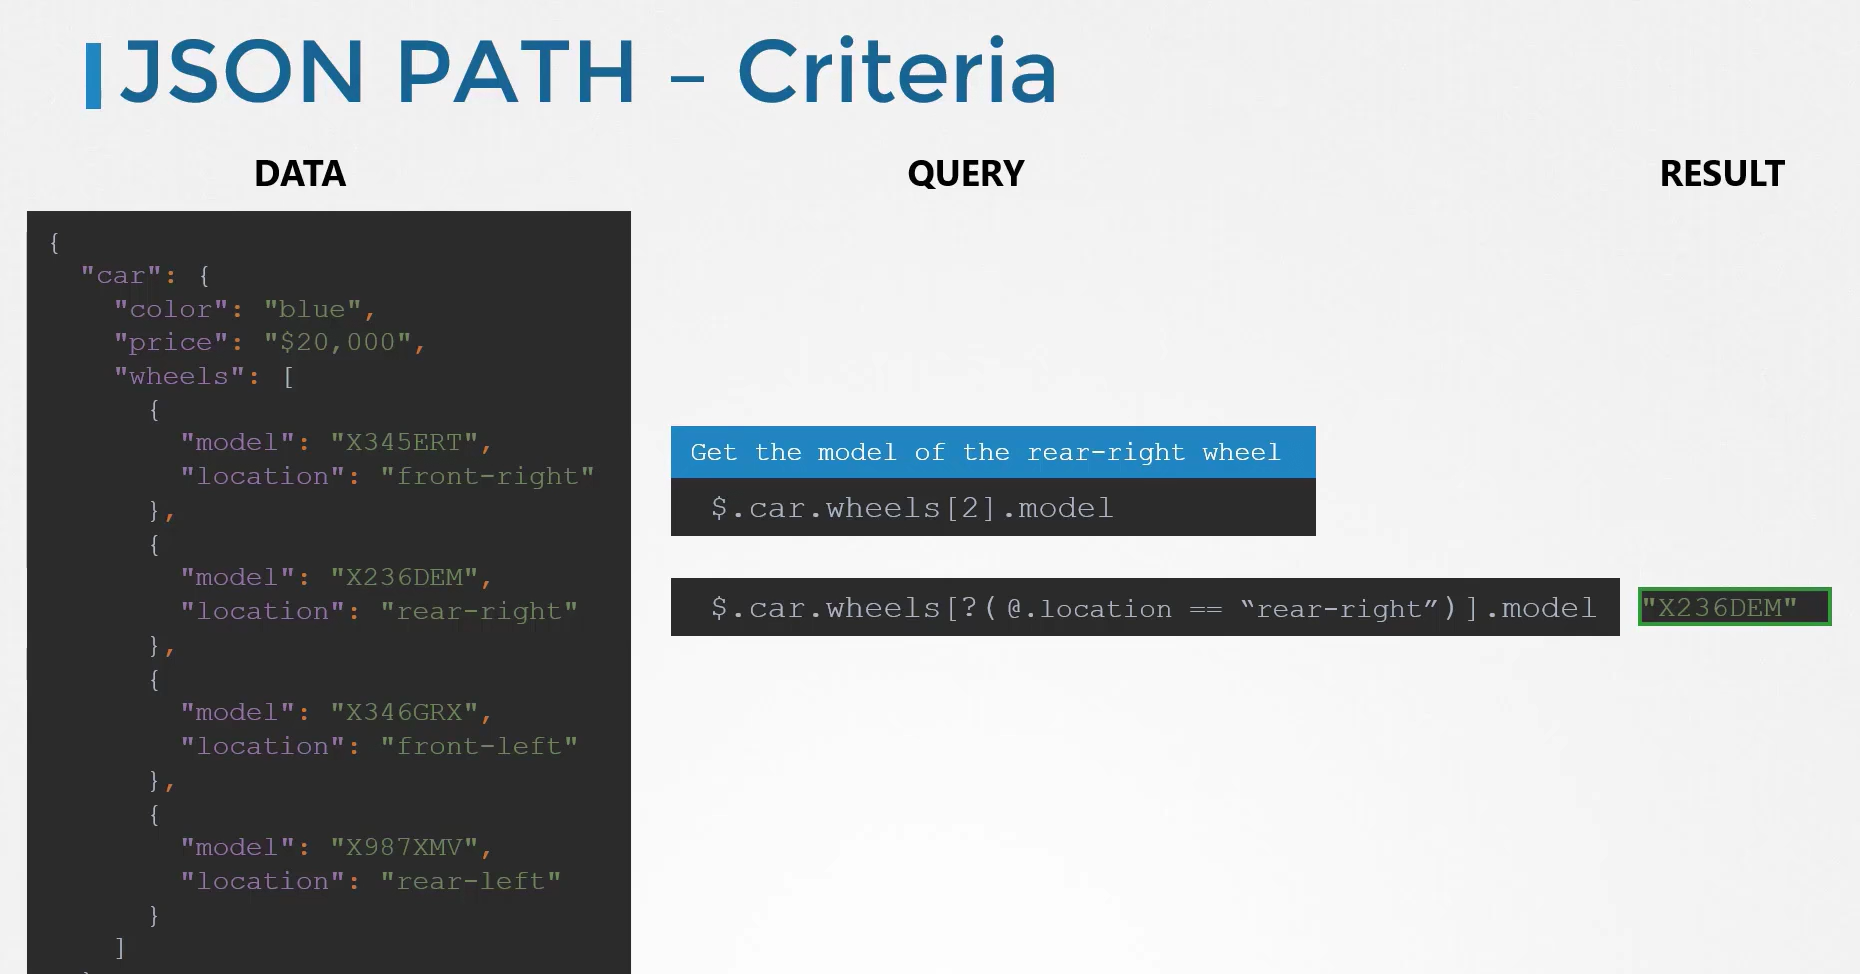 JSON PATH – Criteria
DATA
QUERY
RESULT
{
"car": {
"color": "blue",
"price": "$20,000",
"wheels": [
{
"model": "X345ERT",
"location": "front-right"
},
{
"model": "X236DEM",
"location": "rear-right"
},
{
"model": "X346GRX",
"location": "front-left"
},
{
"model": "X987XMV",
"location": "rear-left"
}
]
Get the model of the rear-right wheel
$.car.wheels[2].model
$.car.wheels[?(@.location == “rear-right”)].model
"X236DEM"